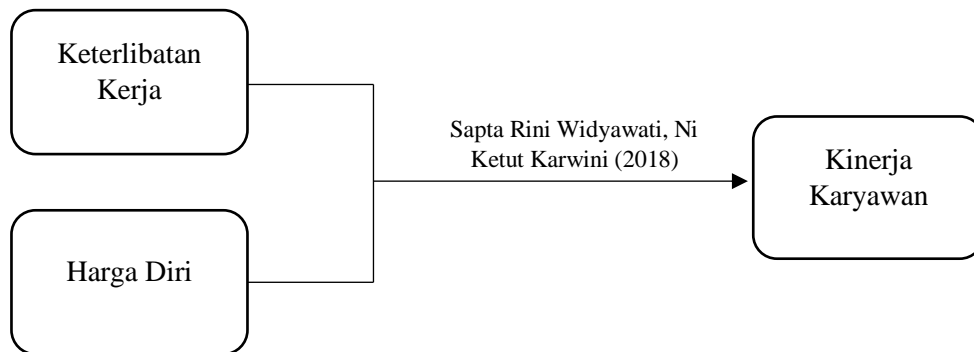 Keterlibatan
Kerja
Sapta Rini Widyawati, Ni
Ketut Karwini (2018)
Kinerja
Karyawan
Harga Diri